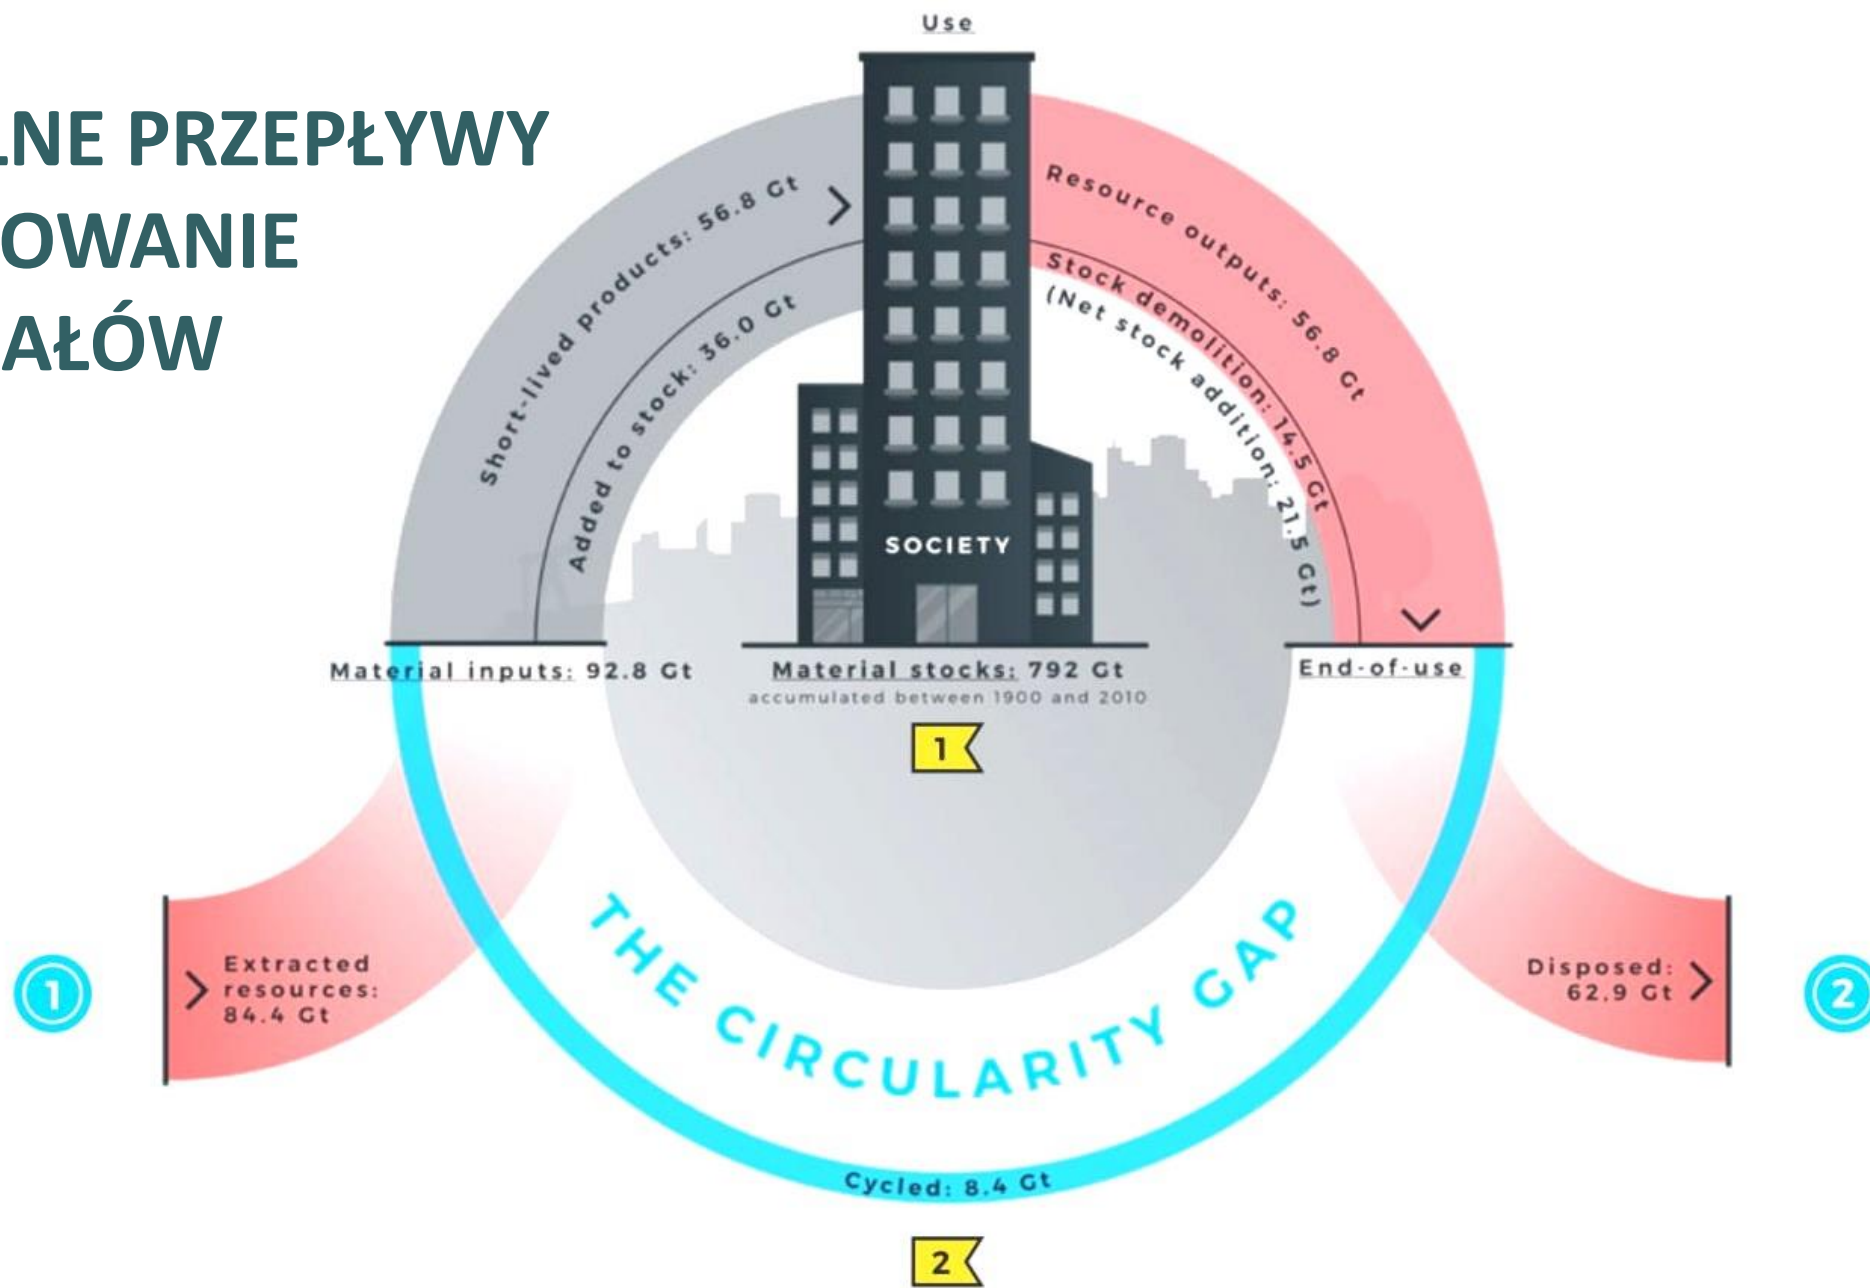 LNE PRZEPŁYWY
OWANIE
AŁÓW
Use
Short-lived products: 56.8 Gt
Added to stock: 36.0 Gt
Resource outputs: 56.8 Gt
Stock demolition: 14.5 Gt
(Net stock addition: 21.5 Gt)
SOCIETY
Material inputs: 92.8 Gt
Material stocks: 792 Gt
accumulated between 1900 and 2010
End-of-use
1
THE CIRCULARITY GAP
1
Extracted
resources:
84.4 Gt
Disposed:
62.9 Gt
2
Cycled: 8.4 Gt
2